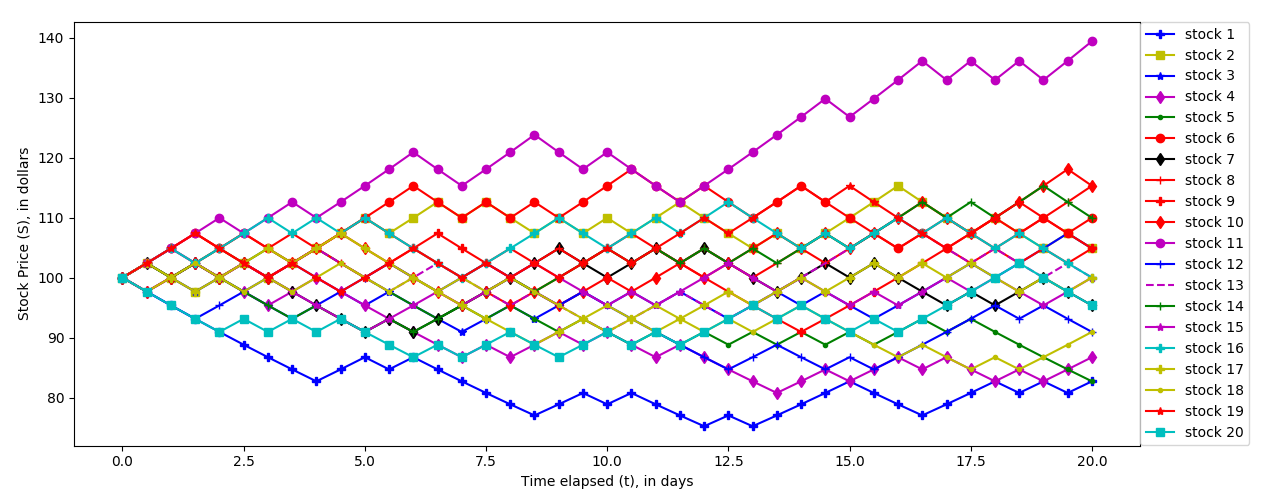 140
130
120
110
100
90
80
Stock Price (S), in dollars
0.0 2.5 5.0 7.5 10.0 12.5 15.0 17.5 20.0
Time elapsed (t), in days
stock 1
stock 2
stock 3
stock 4
stock 5
stock 6
stock 7
stock 8
stock 9
stock 10
stock 11
stock 12
stock 13
stock 14
stock 15
stock 16
stock 17
stock 18
stock 19
stock 20